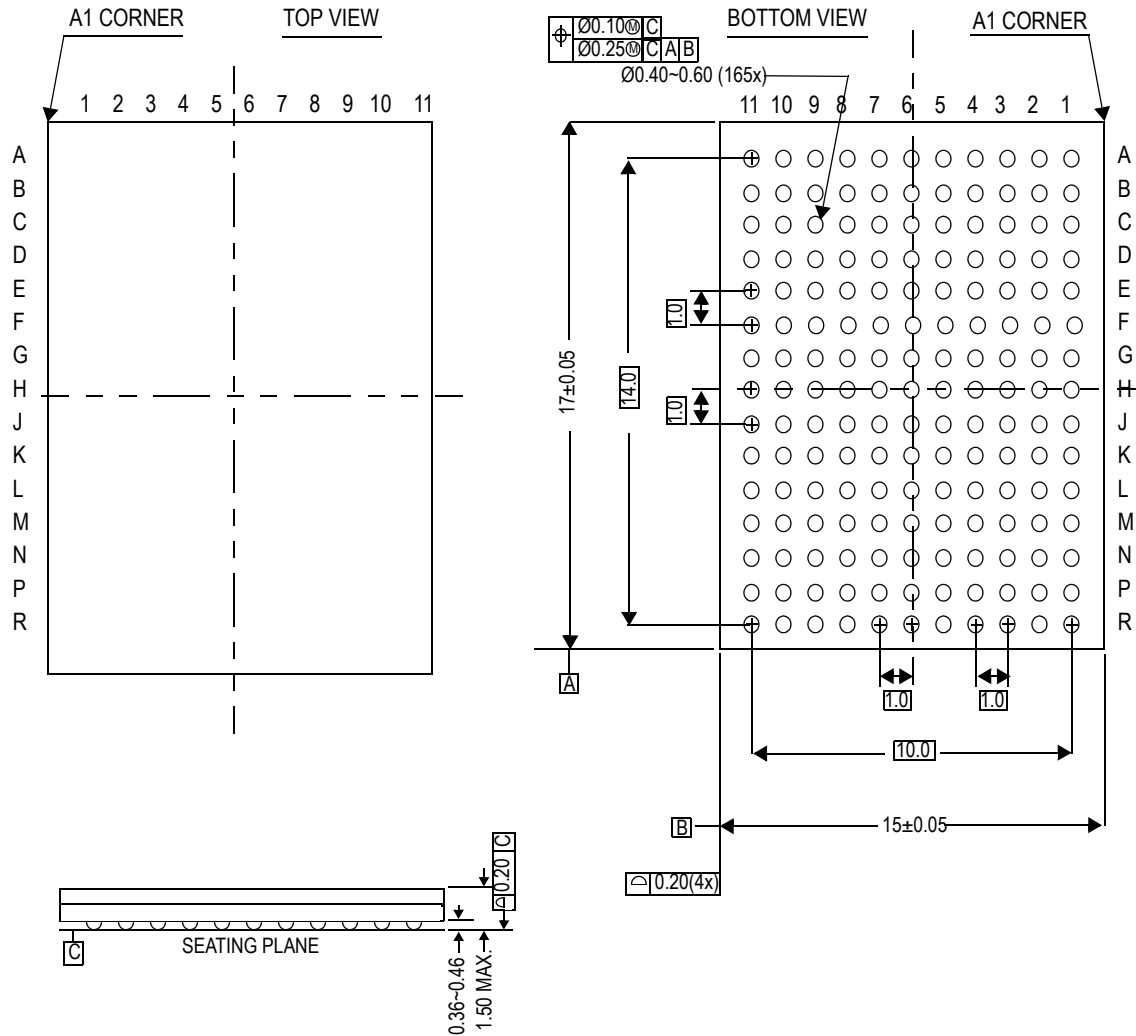 A1 CORNER
TOP VIEW
1 2 3 4 5 6 7 8 9 10 11
A
B
C
D
E
F
G
H
J
K
L
M
N
P
R
Ø0.10Ⓜ C
Ø0.25Ⓜ C A B
Ø0.40~0.60 (165x)
BOTTOM VIEW
A1 CORNER
11 10 9 8 7 6 5 4 3 2 1
A
B
C
D
E
F
G
H
J
K
L
M
N
P
R
17±0.05
14.0
1.0
1.0
A
1.0
1.0
10.0
B
15±0.05
0.20(4x)
0.20 C
C
SEATING PLANE
0.36~0.46
1.50 MAX.